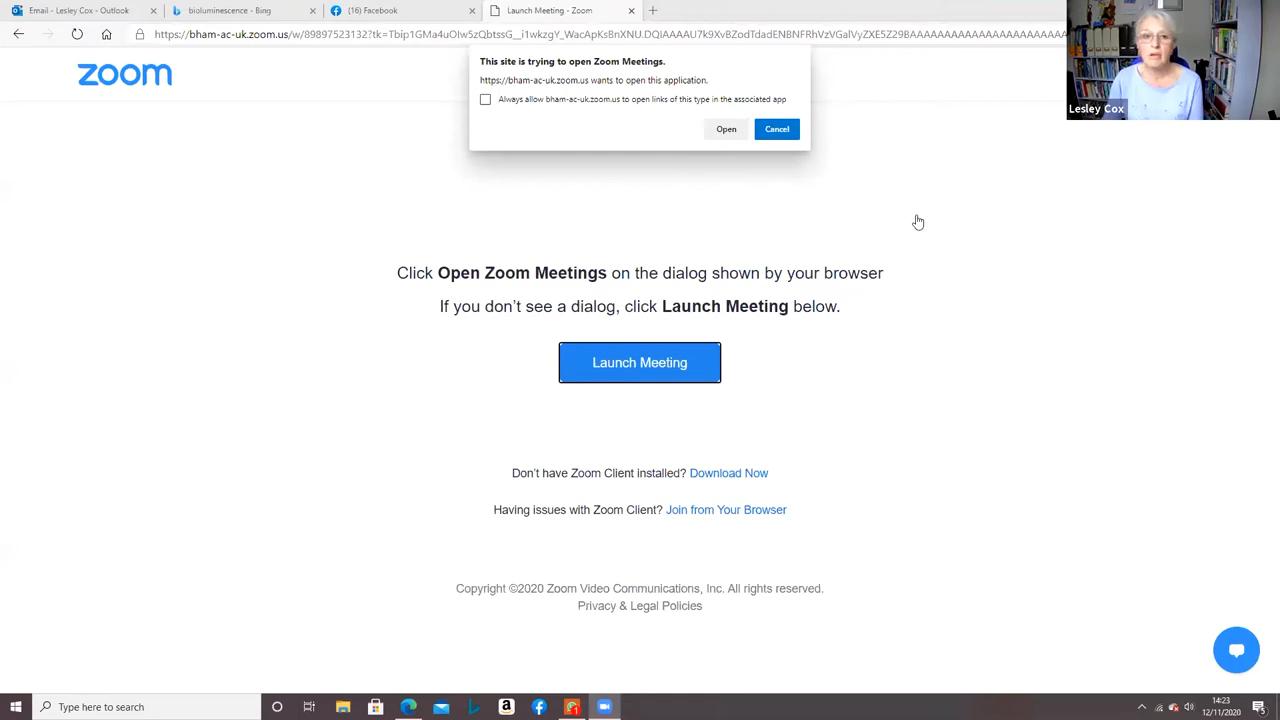 Email - Lesley Cox - Outlook
bioluminescence - Bing
(16) Facebook
Launch Meeting - Zoom
zoom
This site is trying to open Zoom Meetings.
https://bham-ac-uk.zoom.us wants to open this application.
Always allow bham-ac-uk.zoom.us to open links of this type in the associated app
Open
Cancel
Lesley Cox
Click Open Zoom Meetings on the dialog shown by your browser
If you don't see a dialog, click Launch Meeting below.
Launch Meeting
Don't have Zoom Client installed? Download Now
Having issues with Zoom Client? Join from Your Browser
Copyright ©2020 Zoom Video Communications, Inc. All rights reserved.
Privacy & Legal Policies
Type here to search
14:23
12/11/2020